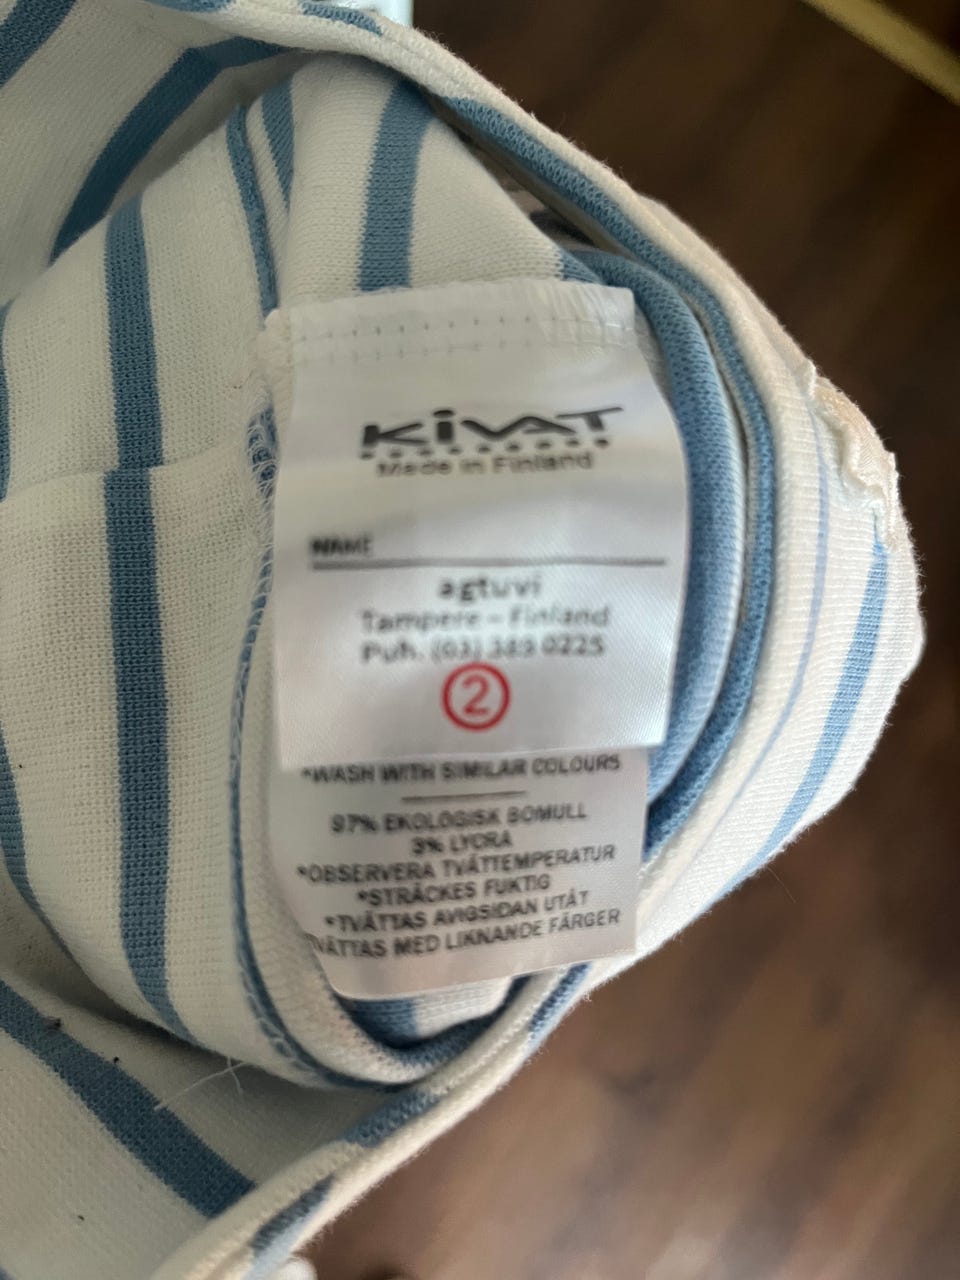 KiVAT
Made in Finland
NAME
agtuvi
Tampere – Finland
Puh. (03) 389 0225
2
*WASH WITH SIMILAR COLOURS
97% EKOLOGISK BOMULL
3% LYCRA
*OBSERVERA TVÄTTEMPERATUR
*STRÄCKES FUKTIG
*TVÄTTAS AVIGSIDAN UTÅT
TVÄTTAS MED LIKNANDE FÄRGER